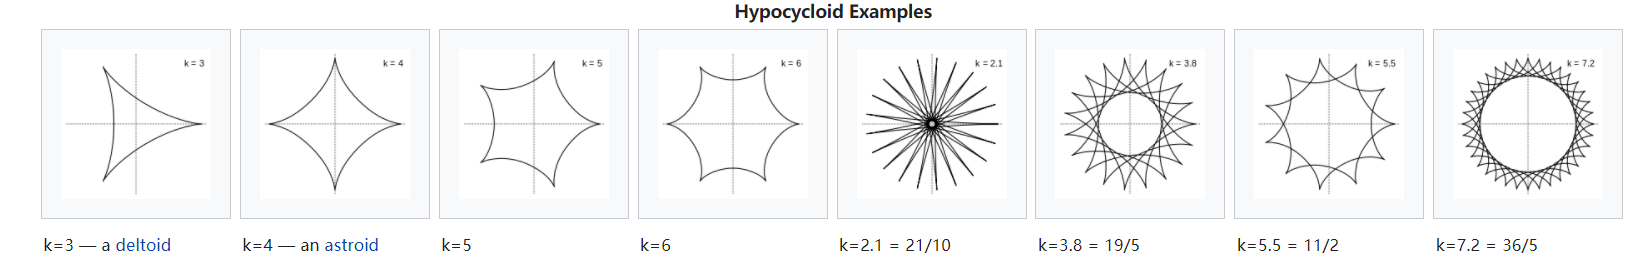 Hypocycloid Examples
k = 3
k = 4
k = 5
k = 6
k = 2.1
k = 3.8
k = 5.5
k = 7.2
k=3 — a deltoid
k=4 — an astroid
k=5
k=6
k=2.1 = 21/10
k=3.8 = 19/5
k=5.5 = 11/2
k=7.2 = 36/5